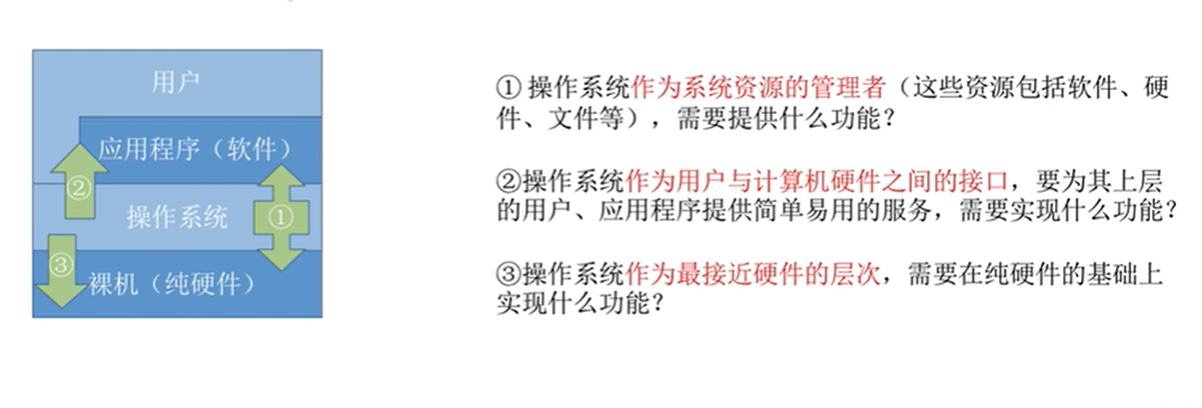 用户
应用程序（软件）
②
操作系统
①
③
裸机（纯硬件）
① 操作系统作为系统资源的管理者（这些资源包括软件、硬
件、文件等），需要提供什么功能？
②操作系统作为用户与计算机硬件之间的接口，要为其上层
的用户、应用程序提供简单易用的服务，需要实现什么功能？
③操作系统作为最接近硬件的层次，需要在纯硬件的基础上
实现什么功能？